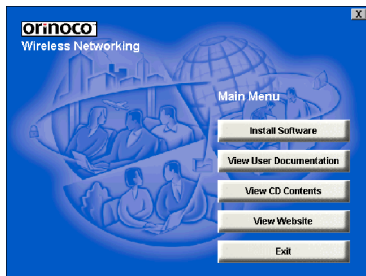 X
orinoco
Wireless Networking
Main Menu
Install Software
View User Documentation
View CD Contents
View Website
Exit